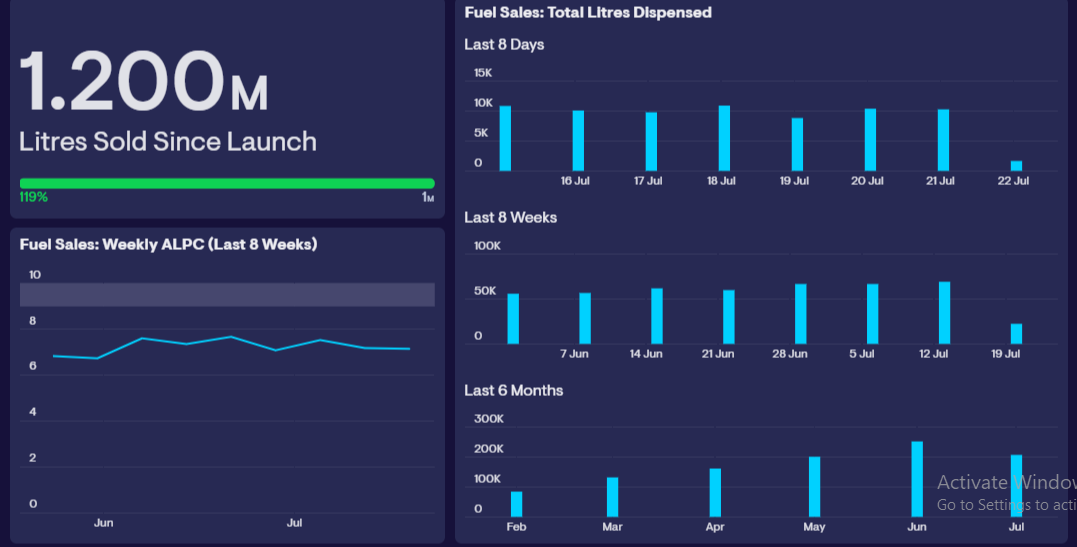 1.200M
Litres Sold Since Launch
119% 1M
Fuel Sales: Weekly ALPC (Last 8 Weeks)
10
8
6
4
2
0
Jun Jul
Fuel Sales: Total Litres Dispensed
Last 8 Days
15K
10K
5K
0
16 Jul 17 Jul 18 Jul 19 Jul 20 Jul 21 Jul 22 Jul
Last 8 Weeks
100K
50K
0
7 Jun 14 Jun 21 Jun 28 Jun 5 Jul 12 Jul 19 Jul
Last 6 Months
300K
200K
100K
0
Feb Mar Apr May Jun Jul
Activate Window
Go to Settings to acti